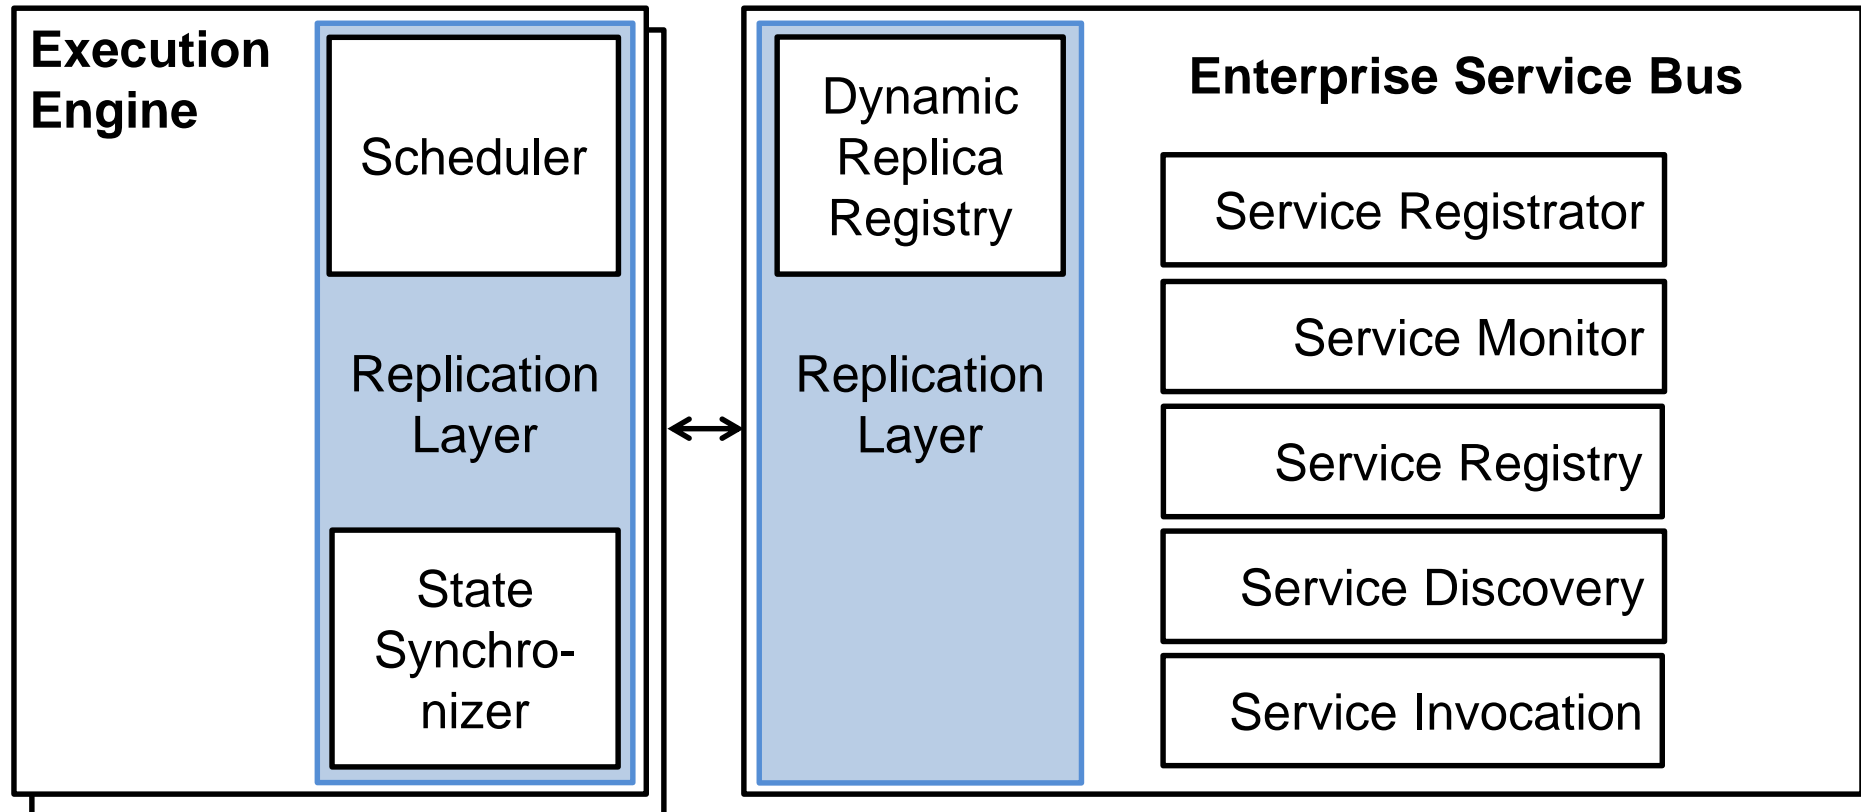 Execution
Engine
Scheduler
Replication
Layer
State
Synchro-
nizer
Dynamic
Replica
Registry
Replication
Layer
Enterprise Service Bus
Service Registrator
Service Monitor
Service Registry
Service Discovery
Service Invocation